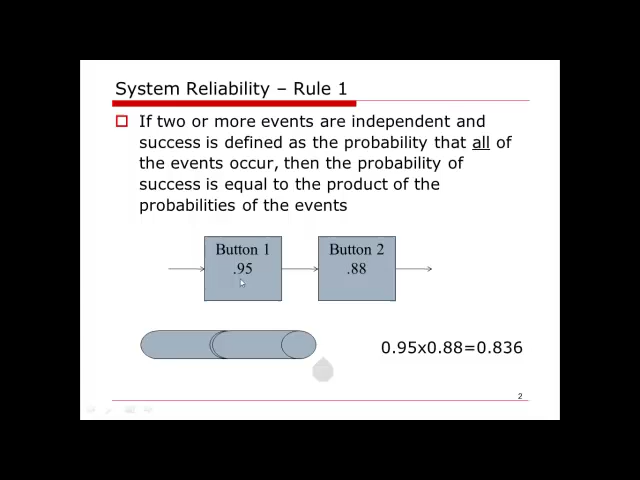 System Reliability – Rule 1
If two or more events are independent and
success is defined as the probability that all of
the events occur, then the probability of
success is equal to the product of the
probabilities of the events
Button 1
.95
Button 2
.88
0.95x0.88=0.836
2